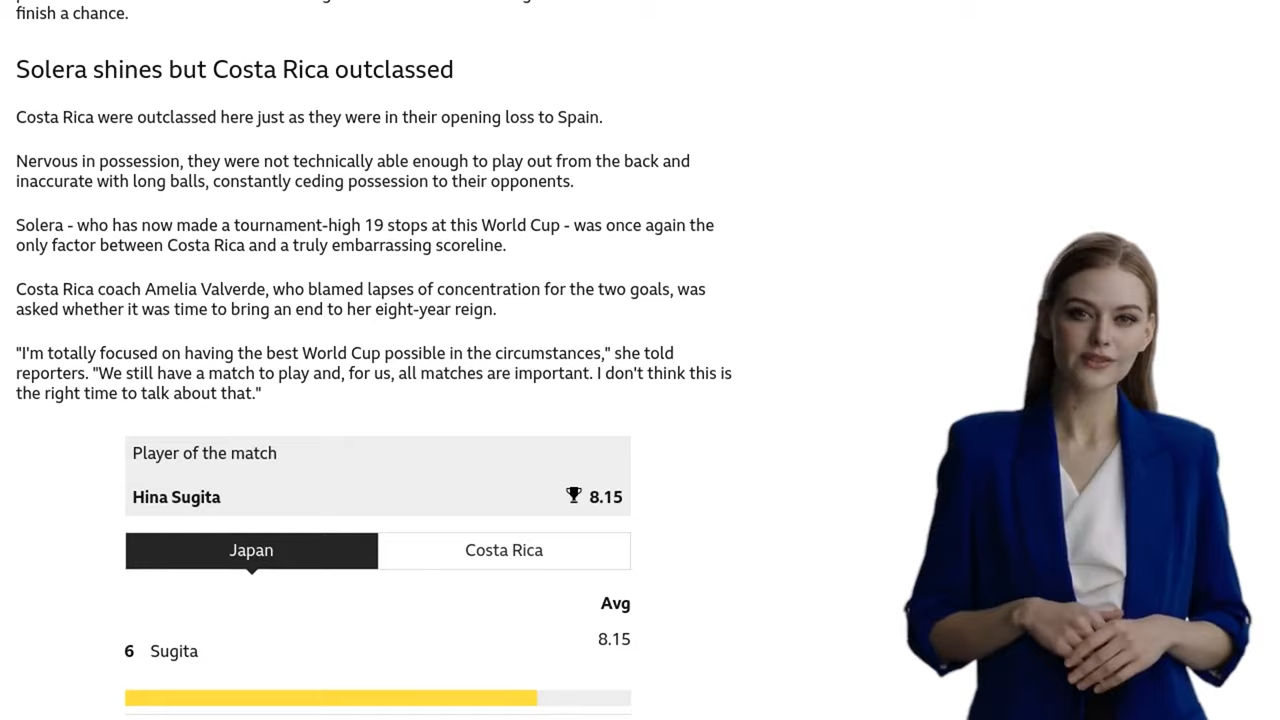 finish a chance.
Solera shines but Costa Rica outclassed
Costa Rica were outclassed here just as they were in their opening loss to Spain.
Nervous in possession, they were not technically able enough to play out from the back and
inaccurate with long balls, constantly ceding possession to their opponents.
Solera - who has now made a tournament-high 19 stops at this World Cup - was once again the
only factor between Costa Rica and a truly embarrassing scoreline.
Costa Rica coach Amelia Valverde, who blamed lapses of concentration for the two goals, was
asked whether it was time to bring an end to her eight-year reign.
"I'm totally focused on having the best World Cup possible in the circumstances," she told
reporters. "We still have a match to play and, for us, all matches are important. I don't think this is
the right time to talk about that."
Player of the match
Hina Sugita 8.15
Japan Costa Rica
Avg
6 Sugita 8.15